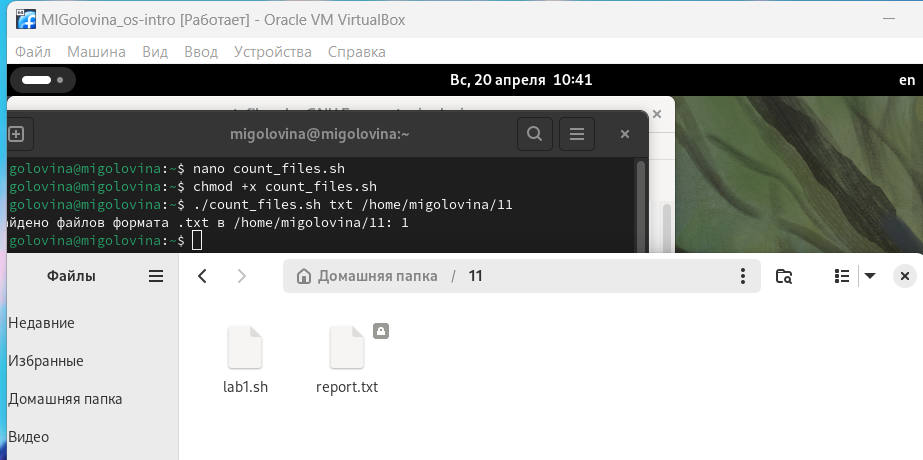 MIGolovina_os-intro [Работает] - Oracle VM VirtualBox
Файл Машина Вид Ввод Устройства Справка
Вс, 20 апреля 10:41 en
migolovina@migolovina:~
golovina@migolovina:~$ nano count_files.sh
golovina@migolovina:~$ chmod +x count_files.sh
golovina@migolovina:~$ ./count_files.sh txt /home/migolovina/11
йдено файлов формата .txt в /home/migolovina/11: 1
golovina@migolovina:~$
Файлы
Домашняя папка / 11
Недавние
Избранные
Домашняя папка
Видео
lab1.sh
report.txt